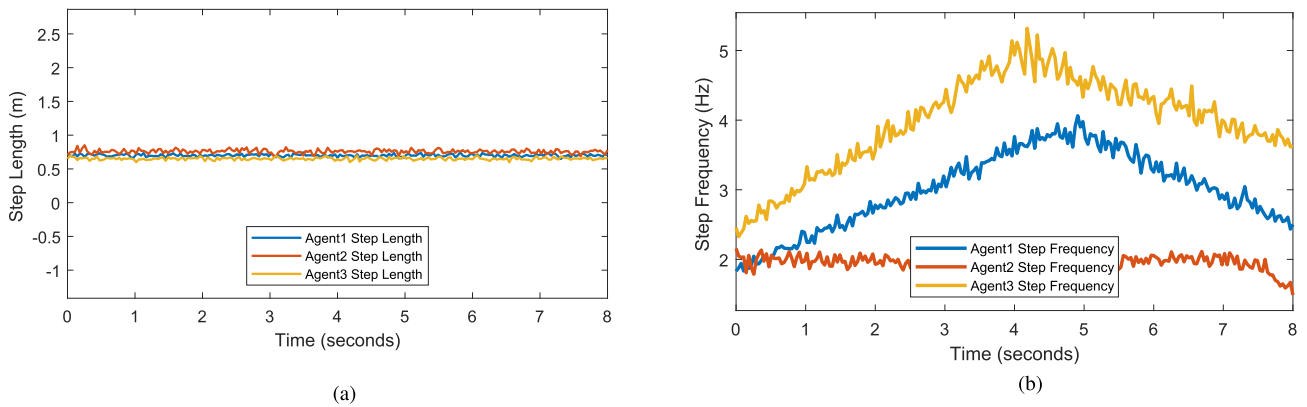 2.5
2
1.5
1
0.5
0
-0.5
-1
Step Length (m)
Agent1 Step Length
Agent2 Step Length
Agent3 Step Length
0 1 2 3 4 5 6 7 8
Time (seconds)
(a)
5
4
3
2
Step Frequency (Hz)
Agent1 Step Frequency
Agent2 Step Frequency
Agent3 Step Frequency
0 1 2 3 4 5 6 7 8
Time (seconds)
(b)